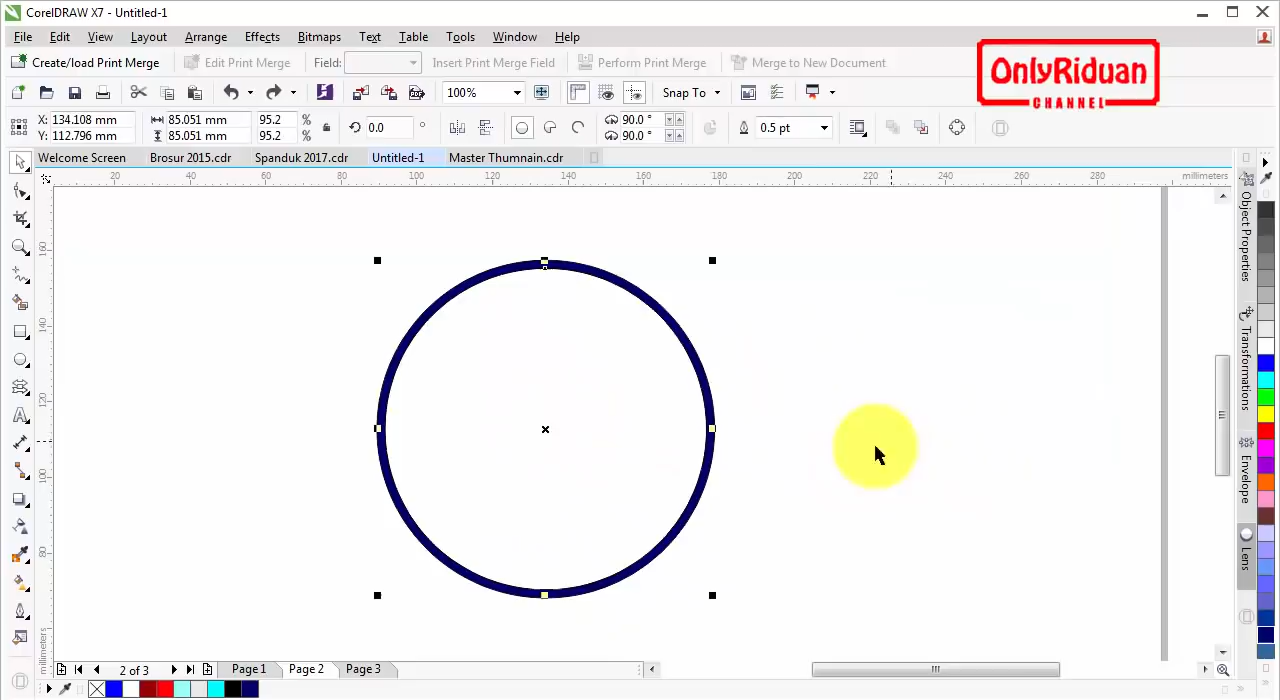 CorelDRAW X7 - Untitled-1
File Edit View Layout Arrange Effects Bitmaps Text Table Tools Window Help
Create/load Print Merge Edit Print Merge Field: Insert Print Merge Field Perform Print Merge Merge to New Document
OnlyRiduan
CHANNEL
100% Snap To
X: 134.108 mm 85.051 mm 95.2 % 0.0 ° 90.0 ° 0.5 pt
Y: 112.796 mm 85.051 mm 95.2 % 90.0 °
Welcome Screen Brosur 2015.cdr Spanduk 2017.cdr Untitled-1 Master Thumnain.cdr
20 40 60 80 100 120 140 160 180 200 220 240 260 280 millimeters
160
140
120
100
80
millimeters
Object Properties
Transformations
Envelope
Lens
2 of 3 Page 1 Page 2 Page 3